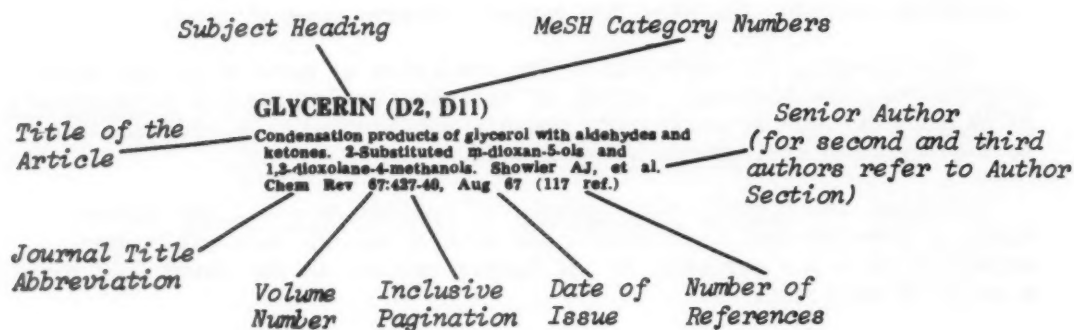 Subject Heading
MeSH Category Numbers
GLYCERIN (D2, D11)
Title of the
Article
Condensation products of glycerol with aldehydes and
ketones. 2-Substituted m-dioxan-5-ols and
1,3-dioxolane-4-methanols. Showler AJ, et al.
Chem Rev 67:427-40, Aug 67 (117 ref.)
Senior Author
(for second and third
authors refer to Author
Section)
Journal Title
Abbreviation
Volume
Number
Inclusive
Pagination
Date of
Issue
Number of
References